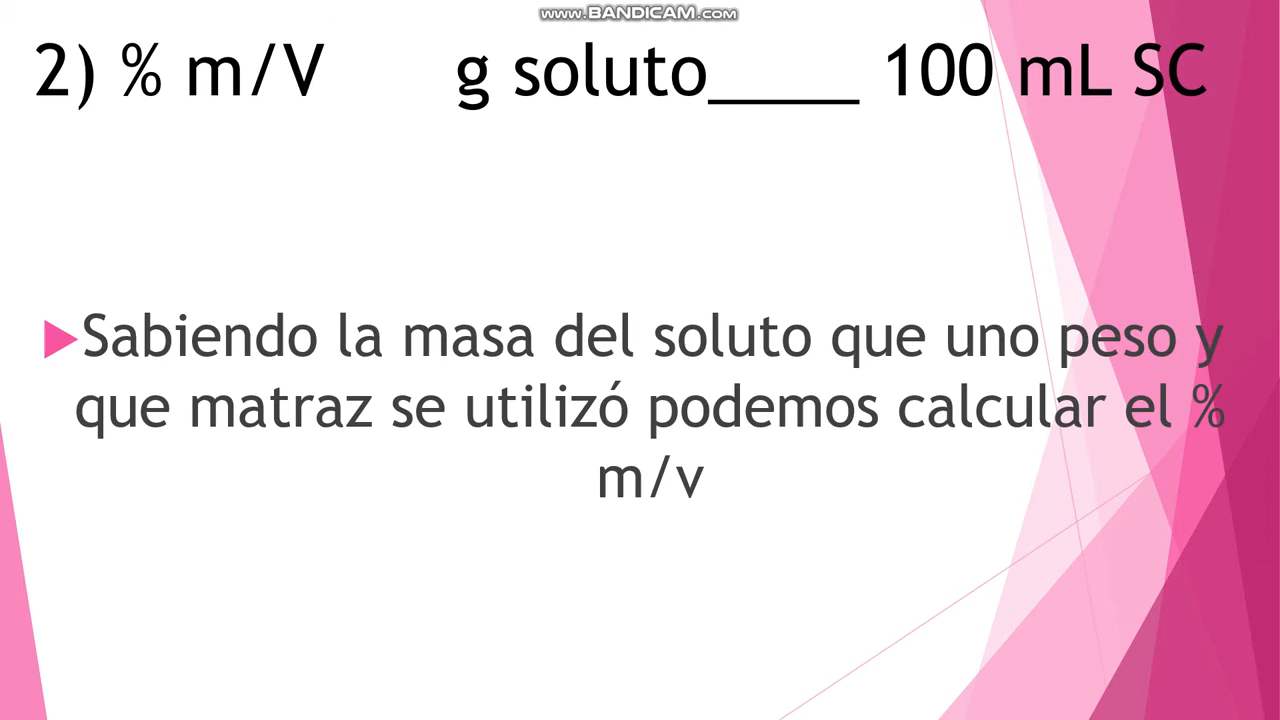 www.BANDICAM.com
2) % m/V g soluto____ 100 mL SC
Sabiendo la masa del soluto que uno peso y
que matraz se utilizó podemos calcular el %
m/v